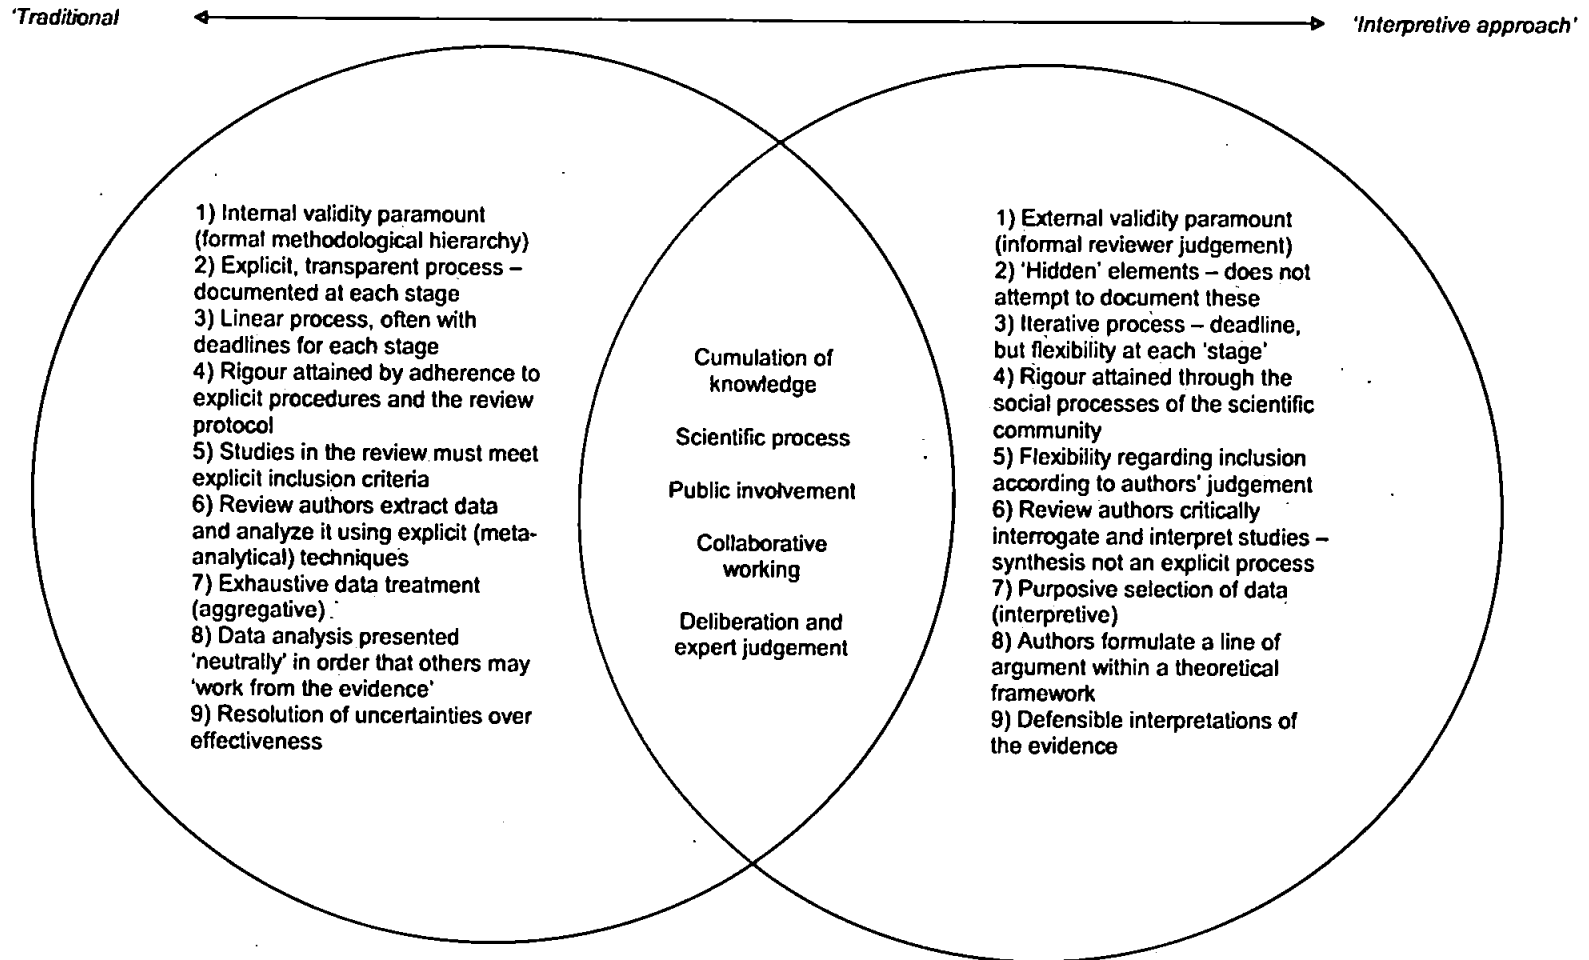 'Traditional
'Interpretive approach'
1) Internal validity paramount
(formal methodological hierarchy)
2) Explicit, transparent process –
documented at each stage
3) Linear process, often with
deadlines for each stage
4) Rigour attained by adherence to
explicit procedures and the review
protocol
5) Studies in the review must meet
explicit inclusion criteria
6) Review authors extract data
and analyze it using explicit (meta-
analytical) techniques
7) Exhaustive data treatment
(aggregative).
8) Data analysis presented
'neutrally' in order that others may
'work from the evidence'
9) Resolution of uncertainties over
effectiveness
Cumulation of
knowledge
Scientific process
Public involvement
Collaborative
working
Deliberation and
expert judgement
1) External validity paramount
(informal reviewer judgement)
2) 'Hidden' elements – does not
attempt to document these
3) Iterative process – deadline,
but flexibility at each 'stage'
4) Rigour attained through the
social processes of the scientific
community
5) Flexibility regarding inclusion
according to authors' judgement
6) Review authors critically
interrogate and interpret studies –
synthesis not an explicit process
7) Purposive selection of data
(interpretive)
8) Authors formulate a line of
argument within a theoretical
framework
9) Defensible interpretations of
the evidence